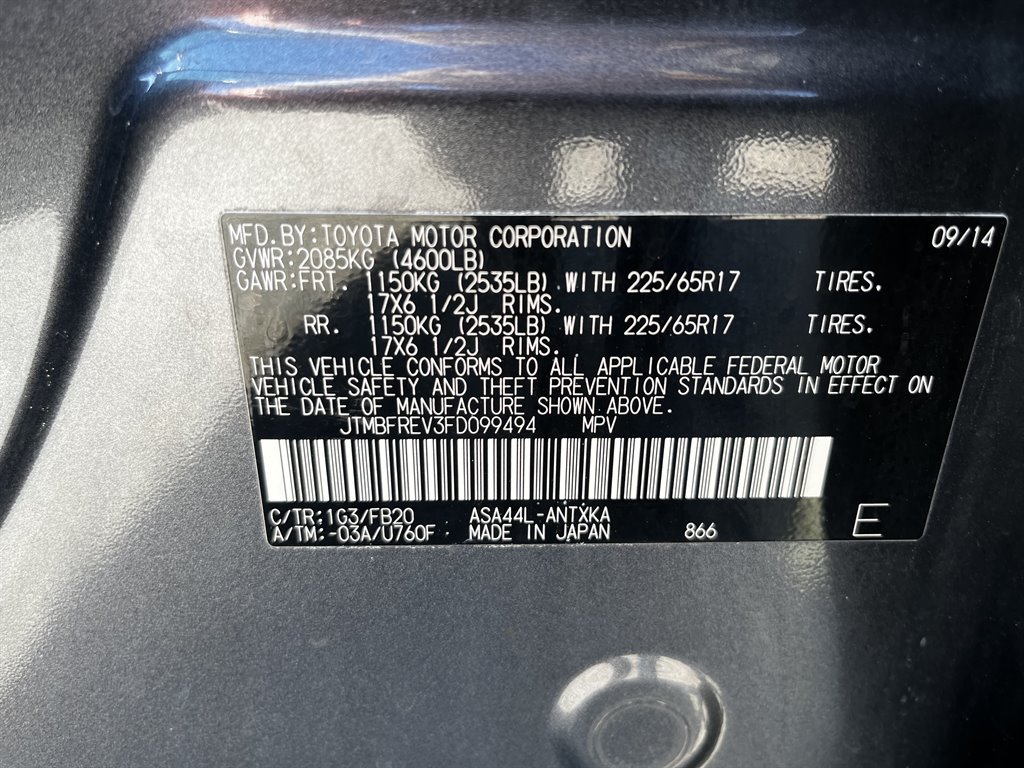 MFD.BY:TOYOTA MOTOR CORPORATION 09/14
GVWR:2085KG (4600LB)
GAWR:FRT. 1150KG (2535LB) WITH 225/65R17 TIRES.
17X6 1/2J RIMS.
RR. 1150KG (2535LB) WITH 225/65R17 TIRES.
17X6 1/2J RIMS.
THIS VEHICLE CONFORMS TO ALL APPLICABLE FEDERAL MOTOR
VEHICLE SAFETY AND THEFT PREVENTION STANDARDS IN EFFECT ON
THE DATE OF MANUFACTURE SHOWN ABOVE.
JTMBFREV3FD099494 MPV
C/TR:1G3/FB20 ASA44L-ANTXKA
A/TM:-03A/U760F MADE IN JAPAN 866 E